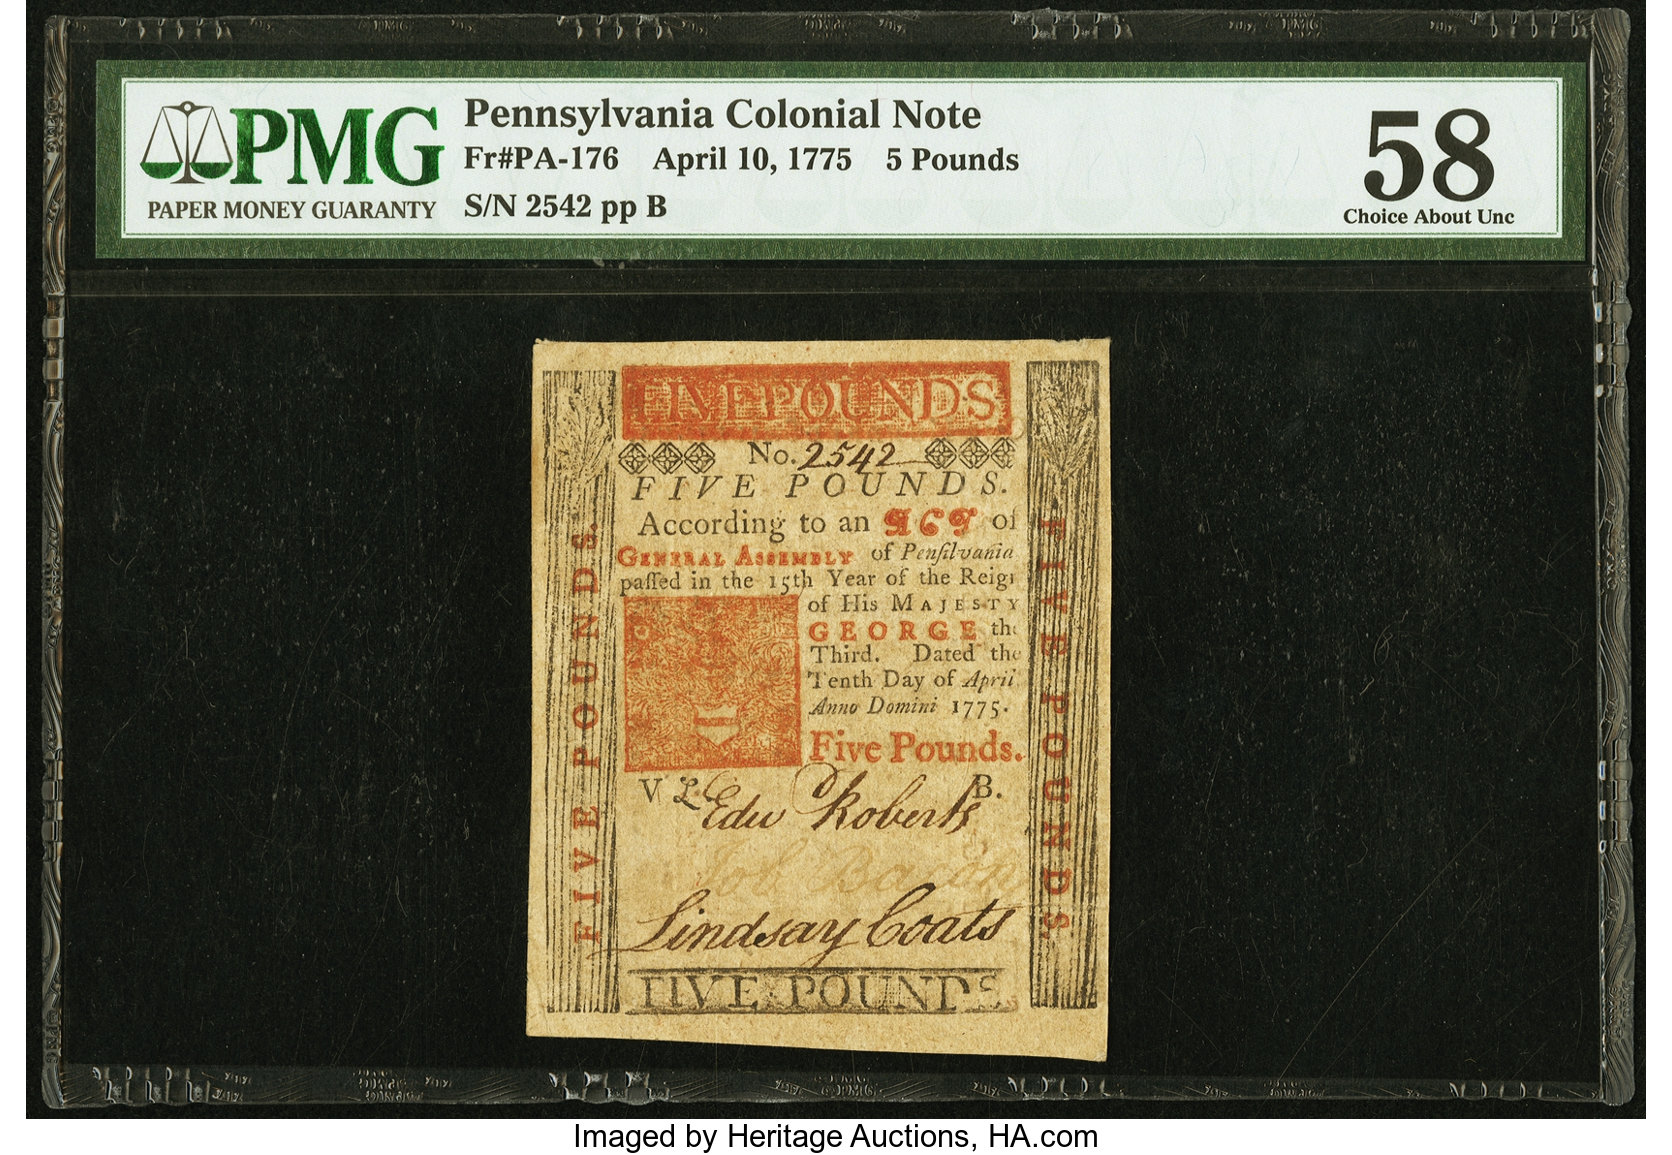 PMG
PAPER MONEY GUARANTY
Pennsylvania Colonial Note
Fr#PA-176 April 10, 1775 5 Pounds
S/N 2542 pp B
58
Choice About Unc
FIVE POUNDS
No. 2542
FIVE POUNDS.
According to an ACT of
GENERAL ASSEMBLY of Penſilvania
paſſed in the 15th Year of the Reign
of His MAJESTY
GEORGE the
Third. Dated the
Tenth Day of April
Anno Domini 1775.
Five Pounds.
V L. B.
Edw Roberts
Job Bacon
Lindsay Coats
FIVE POUNDS
FIVE POUNDS.
FIVE POUNDS.
Imaged by Heritage Auctions, HA.com